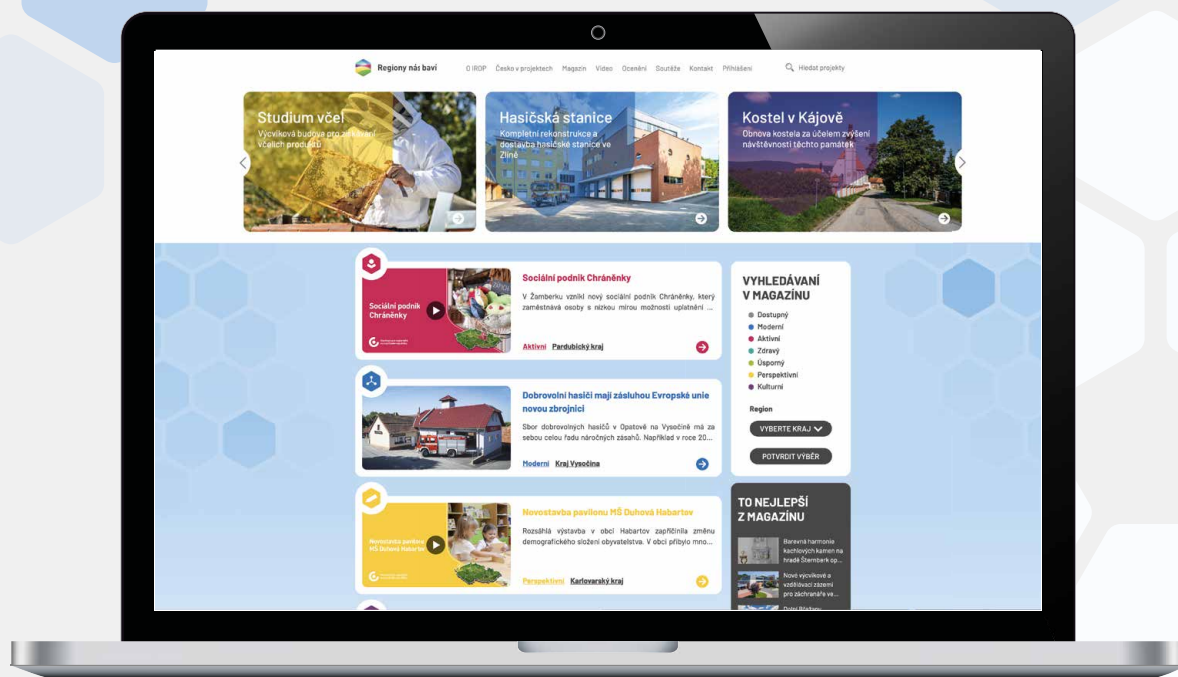 Regiony nás baví
O IROP Česko v projektech Magazín Video Ocenění Soutěže Kontakt Přihlášení
Hledat projekty
Studium včel
Výcviková budova pro získávání
včelích produktů
Hasičská stanice
Kompletní rekonstrukce a
dostavba hasičské stanice ve
Zlíně
Kostel v Kájově
Obnova kostela za účelem zvýšení
návštěvnosti těchto památek
Sociální podnik
Chráněnky
Sociální podnik Chráněnky
V Žamberku vznikl nový sociální podnik Chráněnky, který
zaměstnává osoby s nízkou mírou možnosti uplatnění ...
Aktivní Pardubický kraj
Dobrovolní hasiči mají zásluhou Evropské unie
novou zbrojnici
Sbor dobrovolných hasičů v Opatově na Vysočině má za
sebou celou řadu náročných zásahů. Například v roce 20...
Moderní Kraj Vysočina
Novostavba pavilonu
MŠ Duhová Habartov
Novostavba pavilonu MŠ Duhová Habartov
Rozsáhlá výstavba v obci Habartov zapříčinila změnu
demografického složení obyvatelstva. V obci přibylo mno...
Perspektivní Karlovarský kraj
VYHLEDÁVANÍ
V MAGAZÍNU
Dostupný
Moderní
Aktivní
Zdravý
Úsporný
Perspektivní
Kulturní
Region
VYBERTE KRAJ
POTVRDIT VÝBĚR
TO NEJLEPŠÍ
Z MAGAZÍNU
Barevná harmonie
kachlových kamen na
hradě Šternberk op...
Nové výcvikové a
vzdělávací zázemí
pro záchranáře ve...
Dolní Břežany